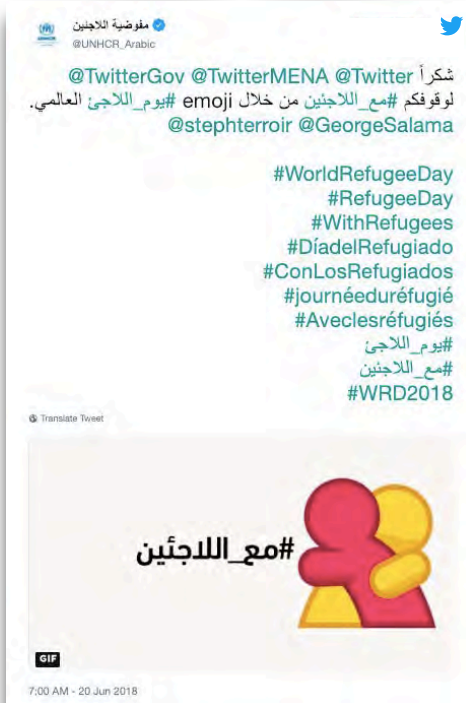 مفوضية اللاجئين
@UNHCR_Arabic
شكراً @TwitterGov @TwitterMENA @Twitter
لوقوفكم #مع_اللاجئين من خلال emoji #يوم_اللاجئ العالمي.
@stephterroir @GeorgeSalama
#WorldRefugeeDay
#RefugeeDay
#WithRefugees
#DíadelRefugiado
#ConLosRefugiados
#journéeduréfugié
#Aveclesréfugiés
#يوم_اللاجئ
#مع_اللاجئين
#WRD2018
Translate Tweet
#مع_اللاجئين
GIF
7:00 AM - 20 Jun 2018